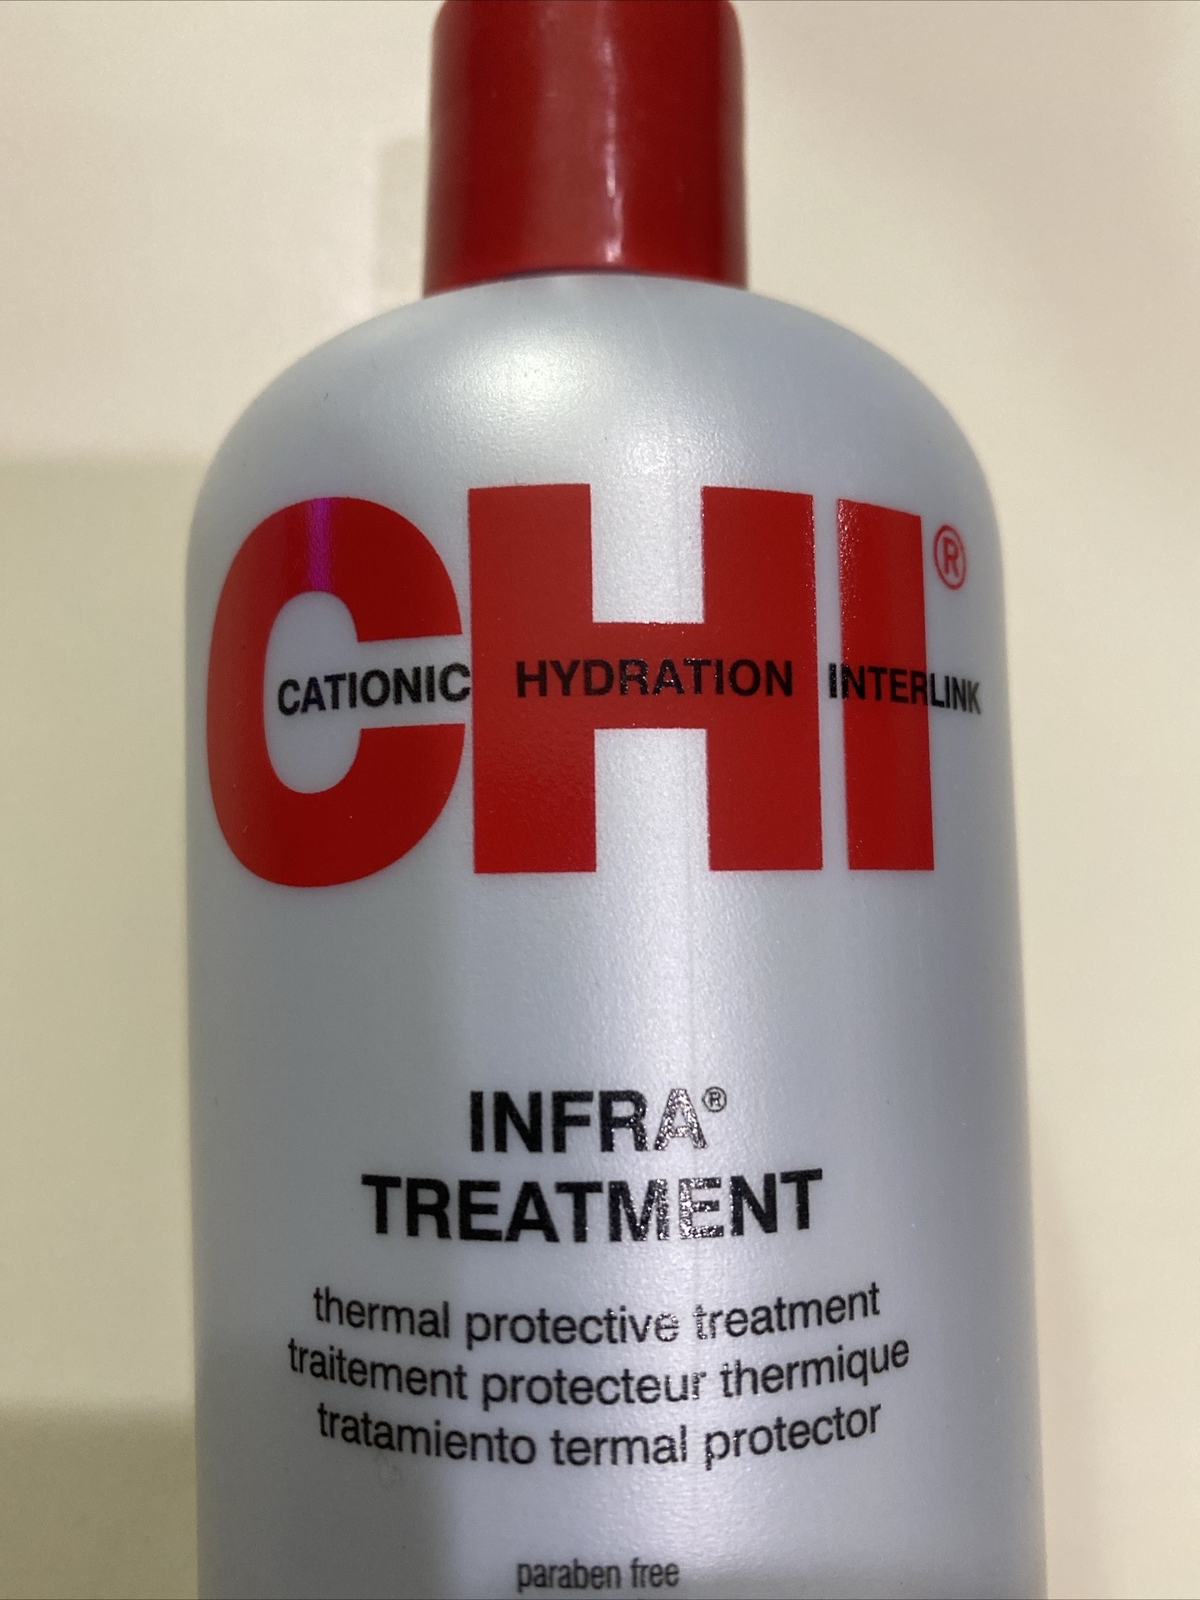 CHI®
CATIONIC HYDRATION INTERLINK
INFRA®
TREATMENT
thermal protective treatment
traitement protecteur thermique
tratamiento termal protector
paraben free